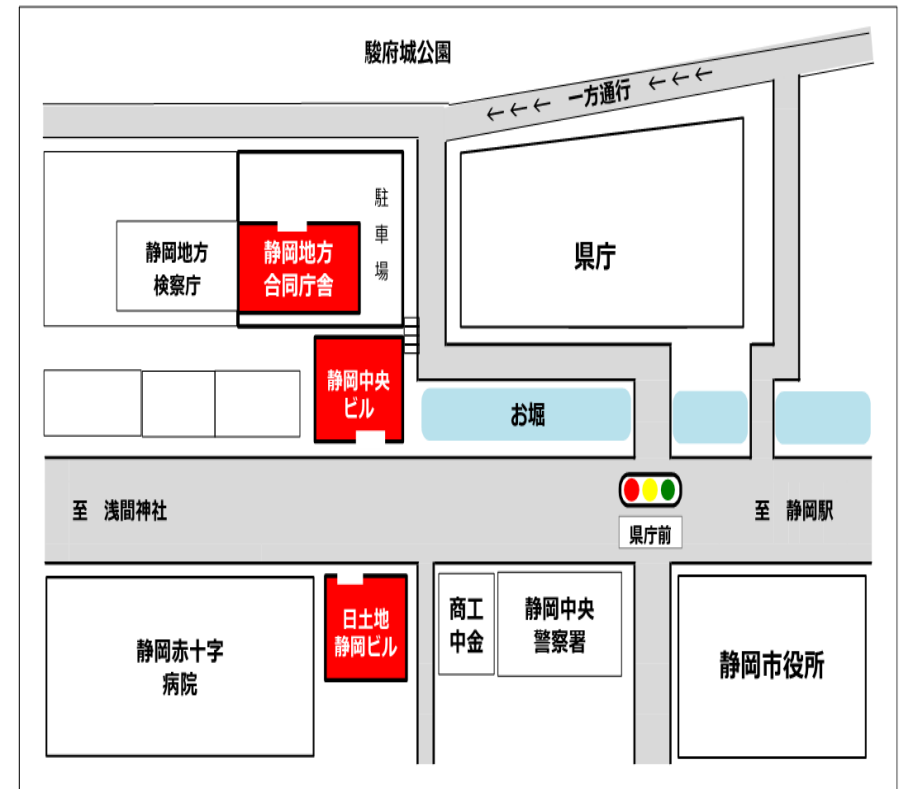 駿府城公園
←←← 一方通行 ←←←
駐
車
場
静岡地方
検察庁
静岡地方
合同庁舎
県庁
静岡中央
ビル
お堀
至 浅間神社
県庁前
至 静岡駅
静岡赤十字
病院
日土地
静岡ビル
商工
中金
静岡中央
警察署
静岡市役所